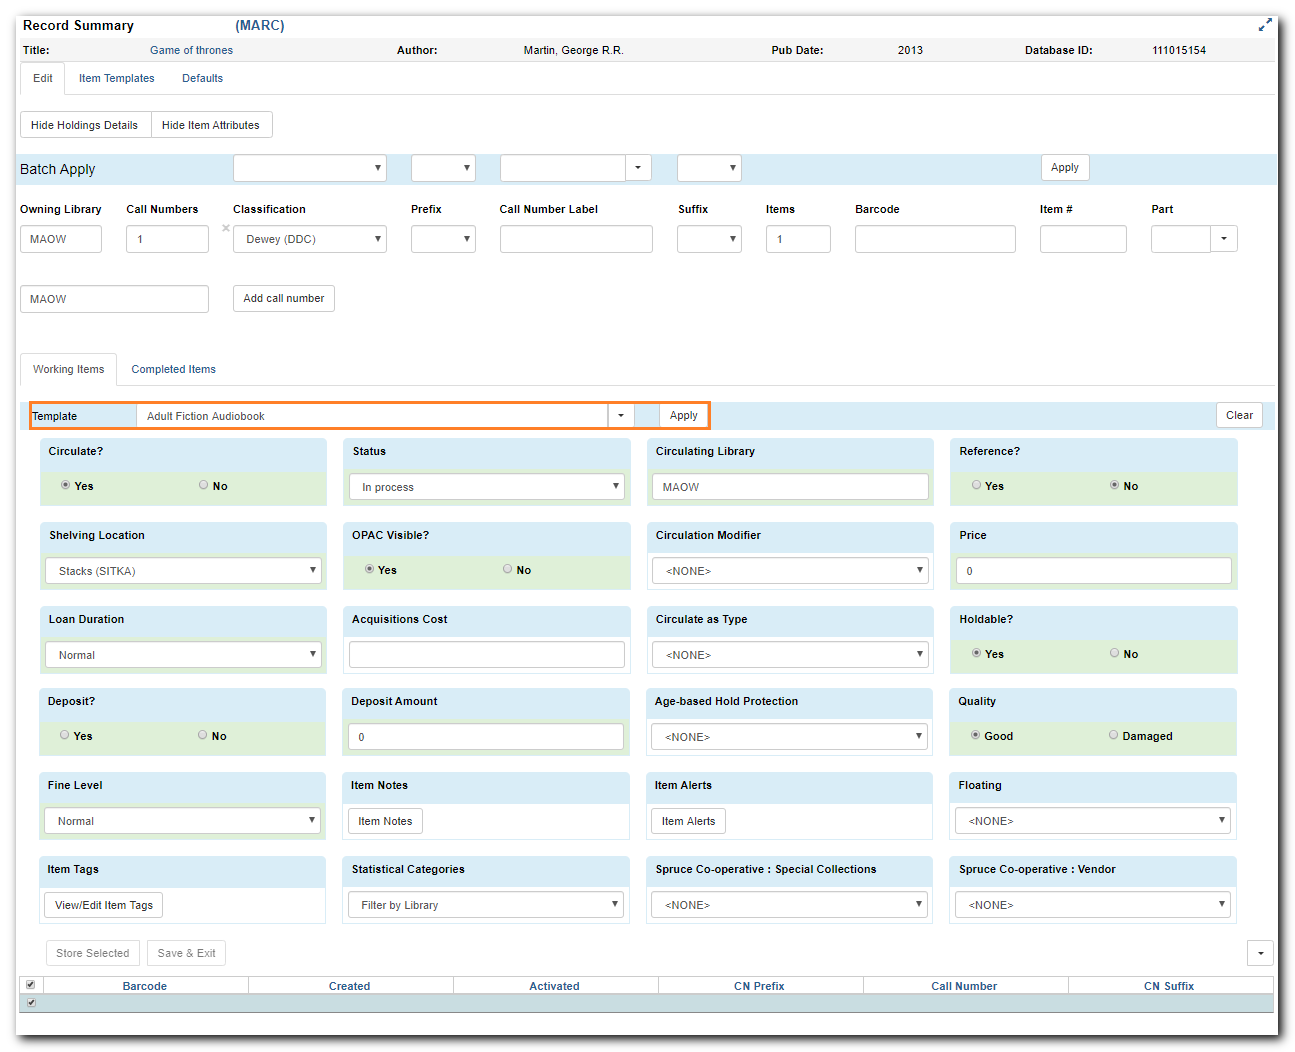 Record Summary (MARC)
Title: Game of thrones Author: Martin, George R.R. Pub Date: 2013 Database ID: 111015154
Edit Item Templates Defaults
Hide Holdings Details Hide Item Attributes
Batch Apply Apply
Owning Library Call Numbers Classification Prefix Call Number Label Suffix Items Barcode Item # Part
MAOW 1 × Dewey (DDC) 1
MAOW Add call number
Working Items Completed Items
Template Adult Fiction Audiobook Apply Clear
Circulate? Status Circulating Library Reference?
Yes No In process MAOW Yes No
Shelving Location OPAC Visible? Circulation Modifier Price
Stacks (SITKA) Yes No <NONE> 0
Loan Duration Acquisitions Cost Circulate as Type Holdable?
Normal <NONE> Yes No
Deposit? Deposit Amount Age-based Hold Protection Quality
Yes No 0 <NONE> Good Damaged
Fine Level Item Notes Item Alerts Floating
Normal Item Notes Item Alerts <NONE>
Item Tags Statistical Categories Spruce Co-operative : Special Collections Spruce Co-operative : Vendor
View/Edit Item Tags Filter by Library <NONE> <NONE>
Store Selected Save & Exit
Barcode Created Activated CN Prefix Call Number CN Suffix